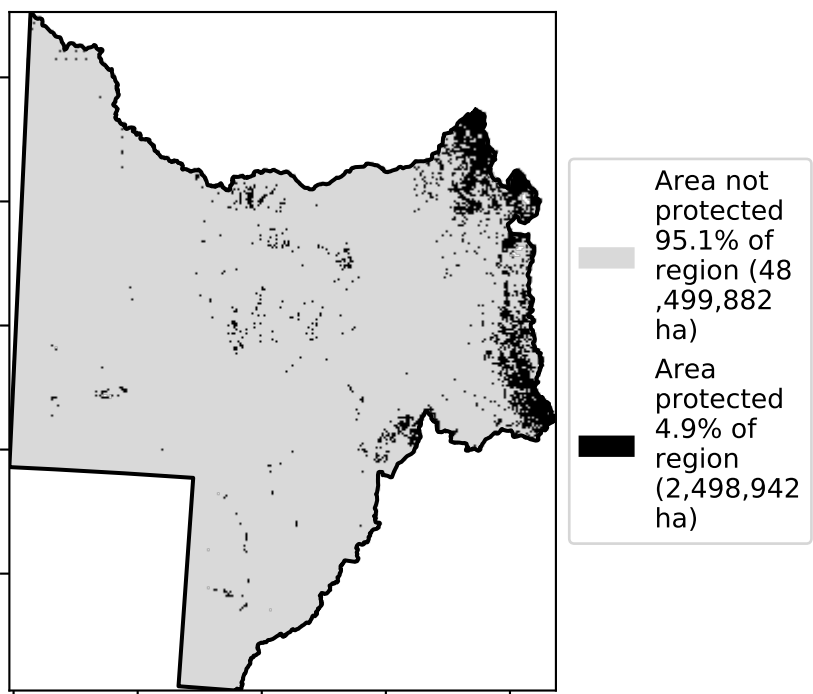 Area not
protected
95.1% of
region (48
,499,882
ha)
Area
protected
4.9% of
region
(2,498,942
ha)